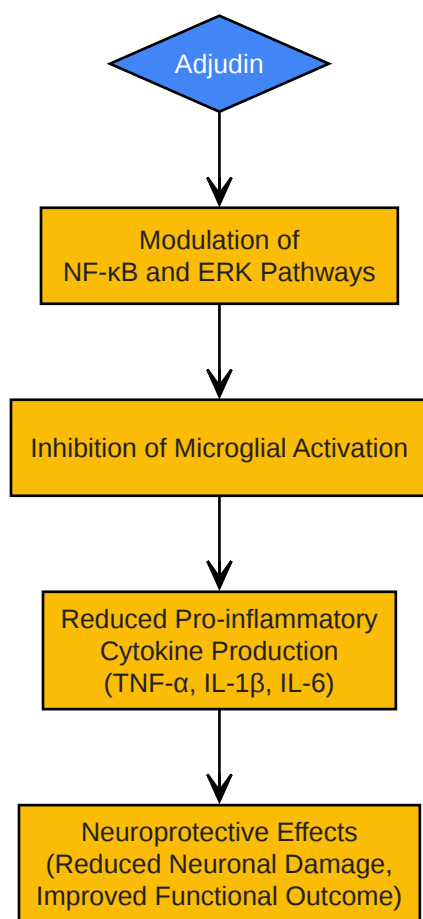 Adjudin
Modulation of
NF-κB and ERK Pathways
Inhibition of Microglial Activation
Reduced Pro-inflammatory
Cytokine Production
(TNF-α, IL-1β, IL-6)
Neuroprotective Effects
(Reduced Neuronal Damage,
Improved Functional Outcome)